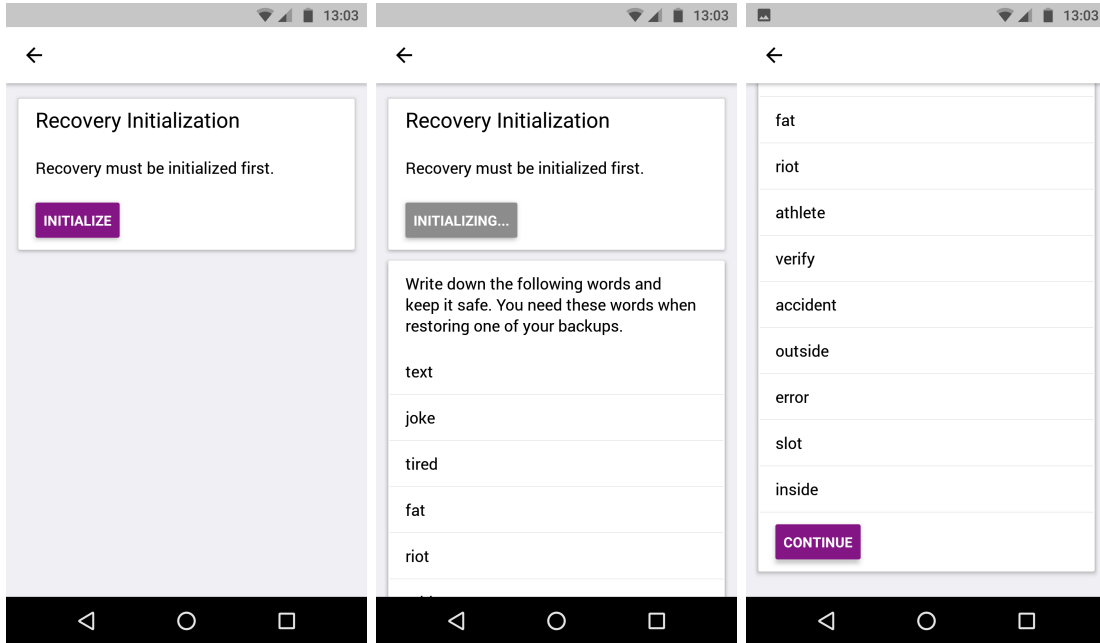 13:03
Recovery Initialization
Recovery must be initialized first.
INITIALIZE
13:03
Recovery Initialization
Recovery must be initialized first.
INITIALIZING...
Write down the following words and
keep it safe. You need these words when
restoring one of your backups.
text
joke
tired
fat
riot
13:03
fat
riot
athlete
verify
accident
outside
error
slot
inside
CONTINUE